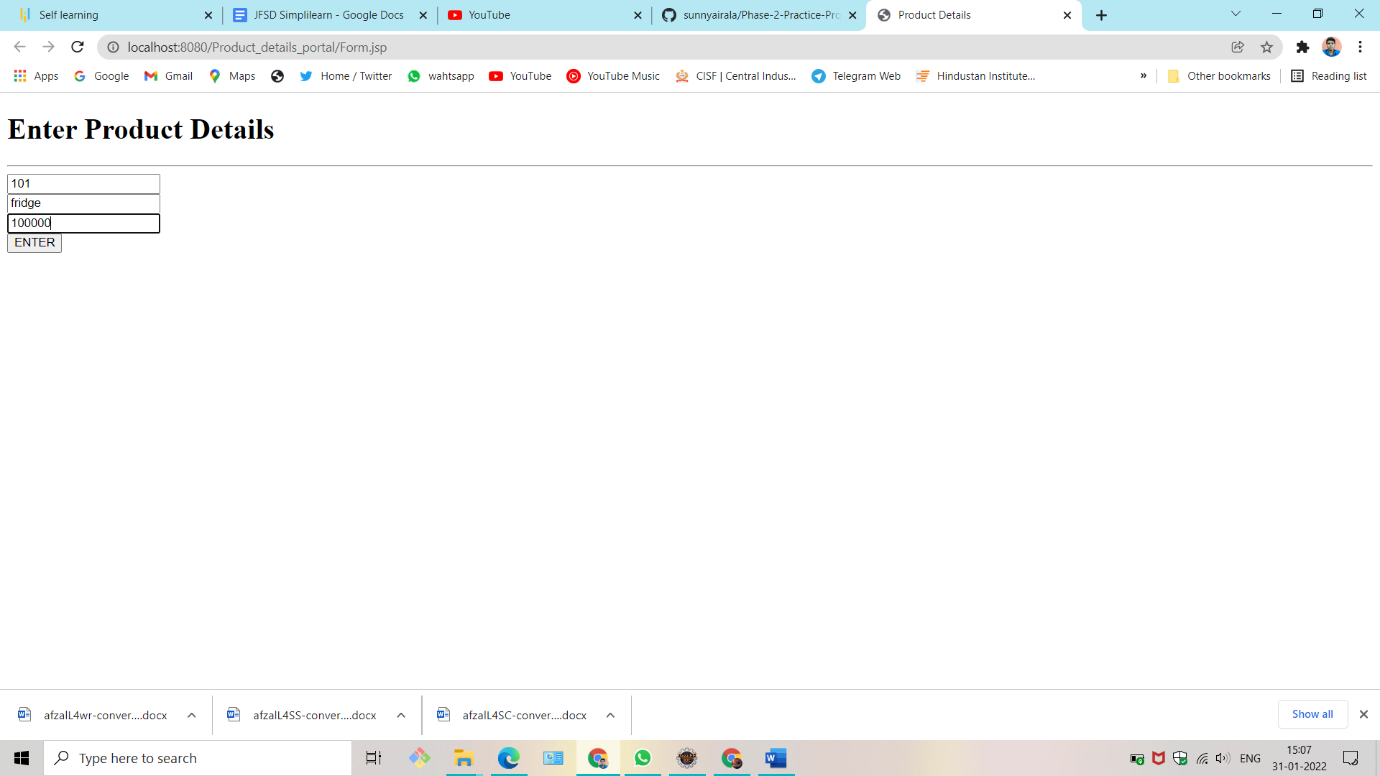 Self learning
JFSD Simplilearn - Google Docs
YouTube
sunnyairala/Phase-2-Practice-Pro
Product Details
localhost:8080/Product_details_portal/Form.jsp
Apps
Google
Gmail
Maps
Home / Twitter
wahtsapp
YouTube
YouTube Music
CISF | Central Indus...
Telegram Web
Hindustan Institute...
»
Other bookmarks
Reading list
Enter Product Details
101
fridge
100000
ENTER
afzalL4wr-conver....docx
afzalL4SS-conver....docx
afzalL4SC-conver....docx
Show all
Type here to search
ENG
15:07
31-01-2022